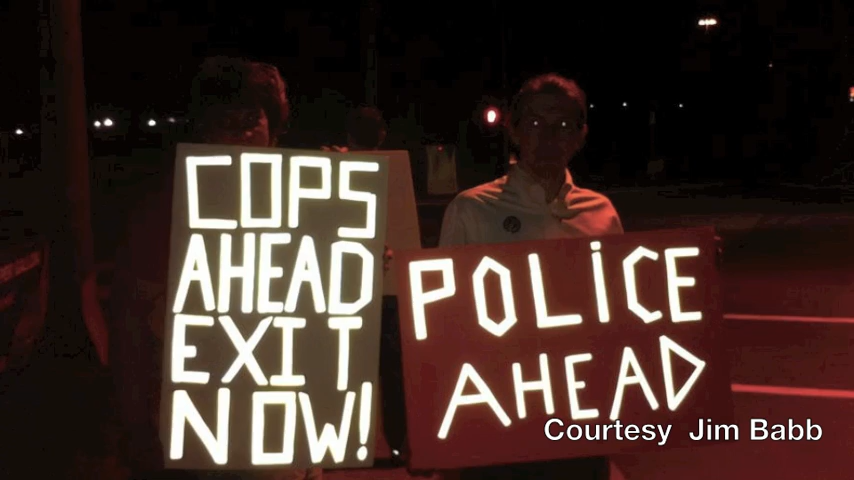 COPS
AHEAD
EXIT
NOW!
POLiCE
AHEAD
Courtesy Jim Babb